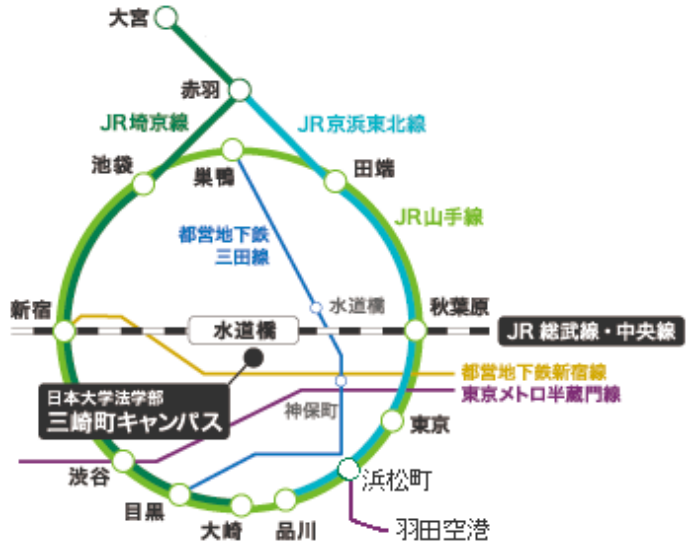 大宮
赤羽
JR埼京線
JR京浜東北線
池袋
巣鴨
田端
JR山手線
都営地下鉄
三田線
新宿
水道橋
水道橋
秋葉原
JR 総武線・中央線
日本大学法学部
三崎町キャンパス
都営地下鉄新宿線
東京メトロ半蔵門線
神保町
東京
渋谷
浜松町
目黒
大崎
品川
羽田空港